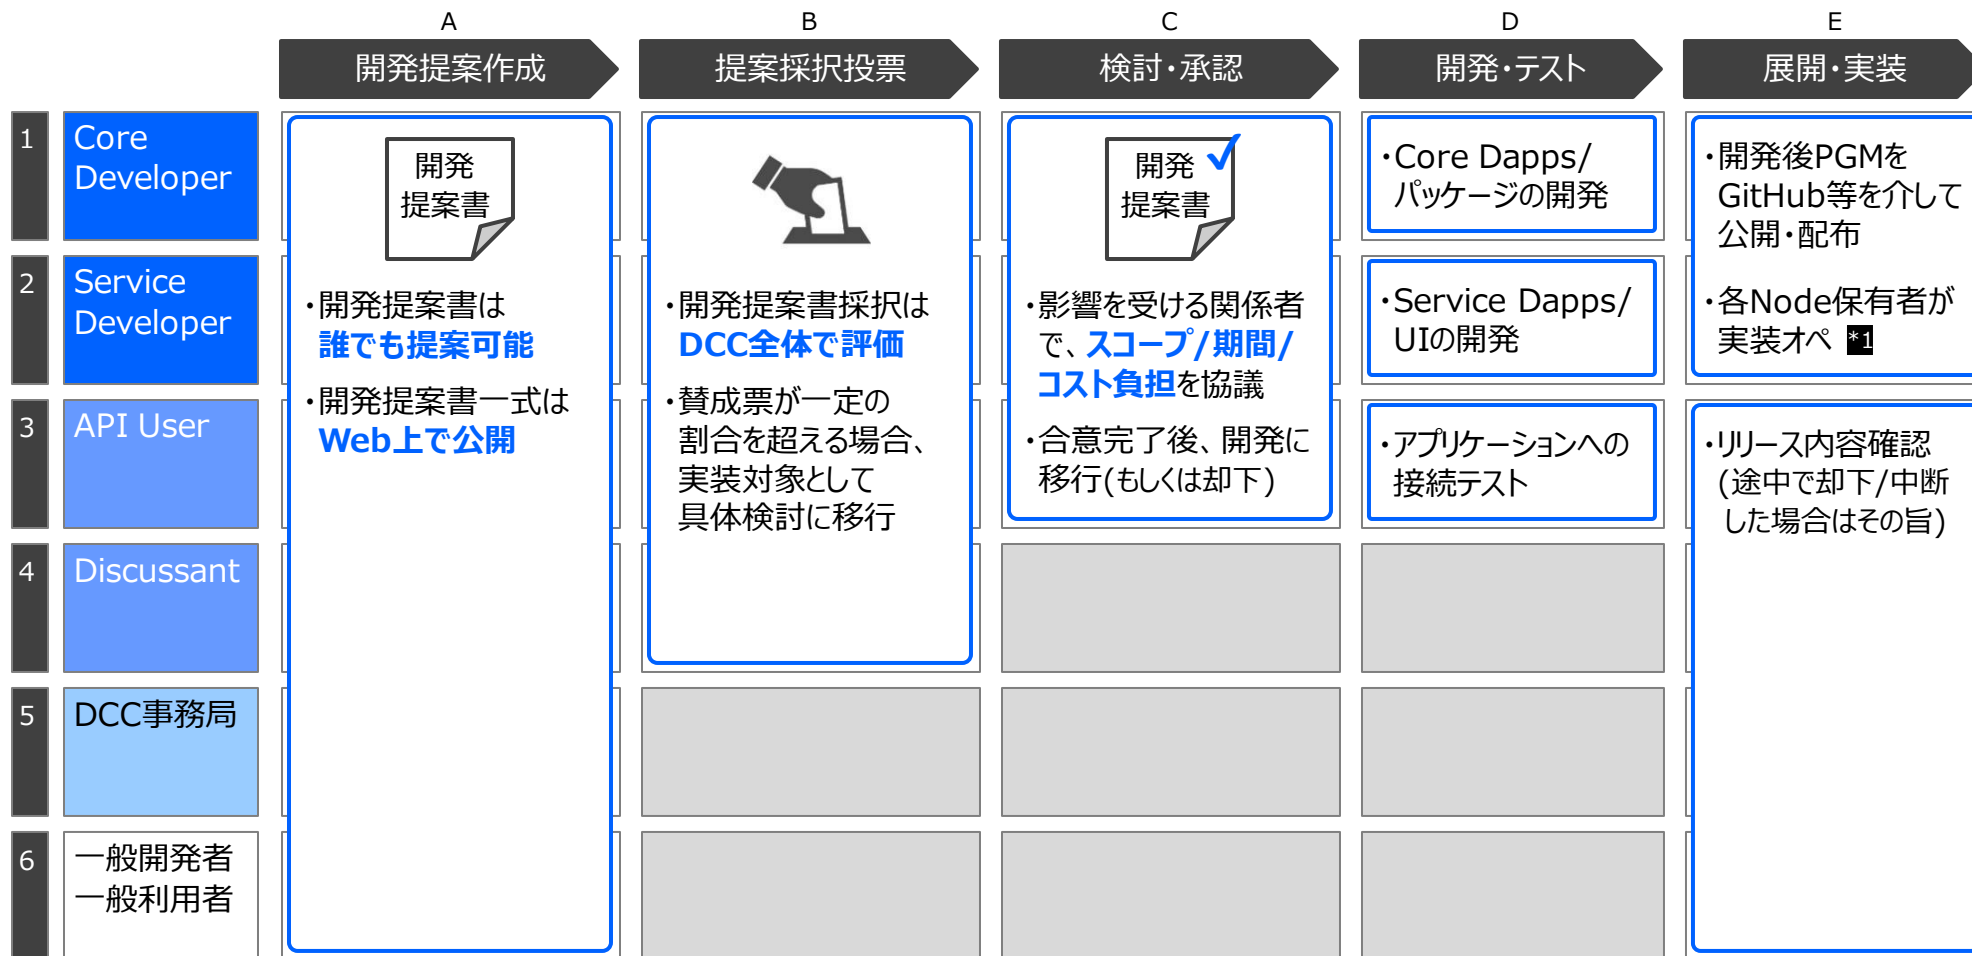 A
B
C
D
E
開発提案作成
提案採択投票
検討・承認
開発・テスト
展開・実装
1
Core
Developer
2
Service
Developer
3
API User
4
Discussant
5
DCC事務局
6
一般開発者
一般利用者
開発
提案書
・開発提案書は
誰でも提案可能
・開発提案書一式は
Web上で公開
・開発提案書採択は
DCC全体で評価
・賛成票が一定の
割合を超える場合、
実装対象として
具体検討に移行
開発
提案書
・影響を受ける関係者
で、スコープ/期間/
コスト負担を協議
・合意完了後、開発に
移行(もしくは却下)
・Core Dapps/
パッケージの開発
・Service Dapps/
UIの開発
・アプリケーションへの
接続テスト
・開発後PGMを
GitHub等を介して
公開・配布
・各Node保有者が
実装オペ *1
・リリース内容確認
(途中で却下/中断
した場合はその旨)